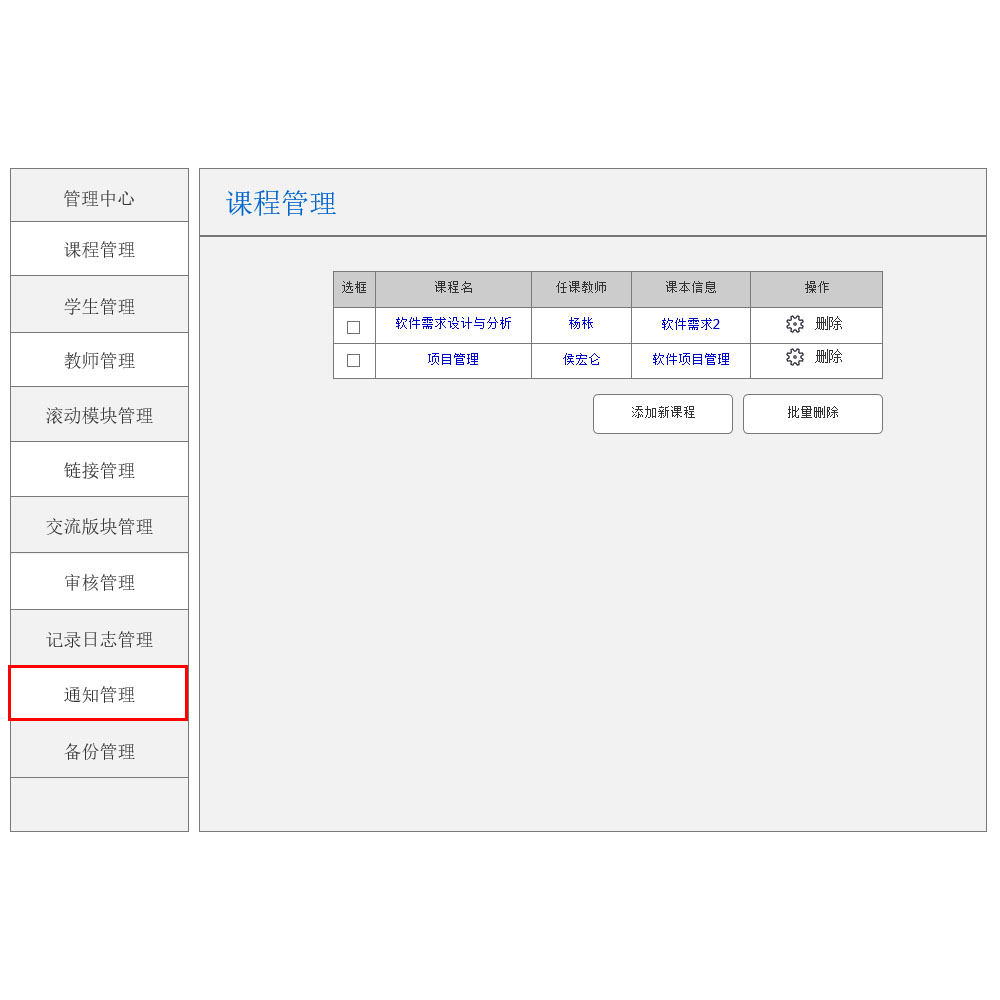 管理中心
课程管理
学生管理
教师管理
滚动模块管理
链接管理
交流版块管理
审核管理
记录日志管理
通知管理
备份管理
课程管理
选框 课程名 任课教师 课本信息 操作
软件需求设计与分析 杨枨 软件需求2 删除
项目管理 侯宏仑 软件项目管理 删除
添加新课程 批量删除